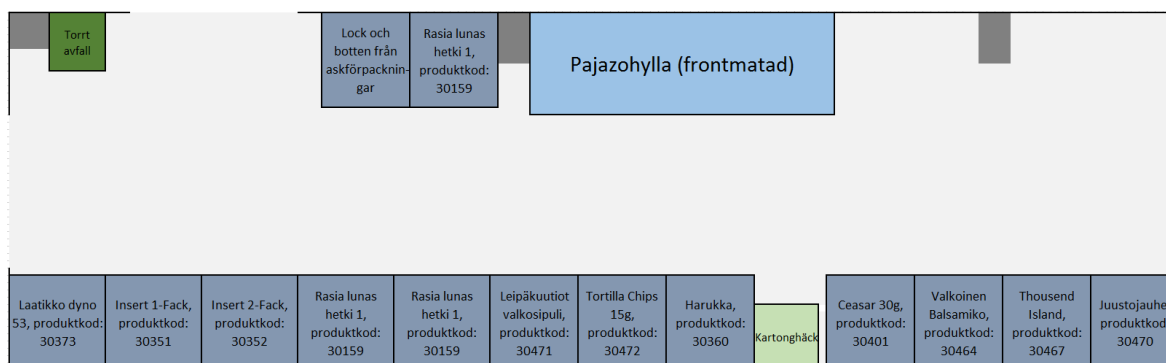 Torrt
avfall
Lock och
botten från
askförpacknin-
gar
Rasia lunas
hetki 1,
produktkod:
30159
Pajazohylla (frontmatad)
Laatikko dyno
53, produktkod:
30373
Insert 1-Fack,
produktkod:
30351
Insert 2-Fack,
produktkod:
30352
Rasia lunas
hetki 1,
produktkod:
30159
Rasia lunas
hetki 1,
produktkod:
30159
Leipäkuutiot
valkosipuli,
produktkod:
30471
Tortilla Chips
15g,
produktkod:
30472
Harukka,
produktkod:
30360
Kartonghäck
Ceasar 30g,
produktkod:
30401
Valkoinen
Balsamiko,
produktkod:
30464
Thousend
Island,
produktkod:
30467
Juustojauhe,
produktkod:
30470